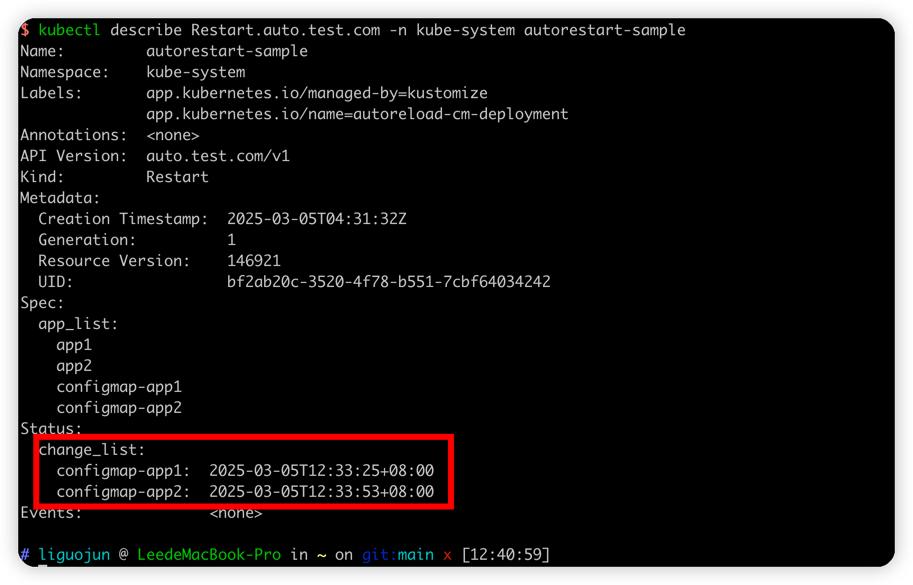 $ kubectl describe Restart.auto.test.com -n kube-system autorestart-sample
Name:         autorestart-sample
Namespace:    kube-system
Labels:       app.kubernetes.io/managed-by=kustomize
              app.kubernetes.io/name=autoreload-cm-deployment
Annotations:  <none>
API Version:  auto.test.com/v1
Kind:         Restart
Metadata:
  Creation Timestamp:  2025-03-05T04:31:32Z
  Generation:          1
  Resource Version:    146921
  UID:                 bf2ab20c-3520-4f78-b551-7cbf64034242
Spec:
  app_list:
    app1
    app2
    configmap-app1
    configmap-app2
Status:
  change_list:
    configmap-app1:  2025-03-05T12:33:25+08:00
    configmap-app2:  2025-03-05T12:33:53+08:00
Events:              <none>
# liguojun @ LeedeMacBook-Pro in ~ on git:main x [12:40:59]